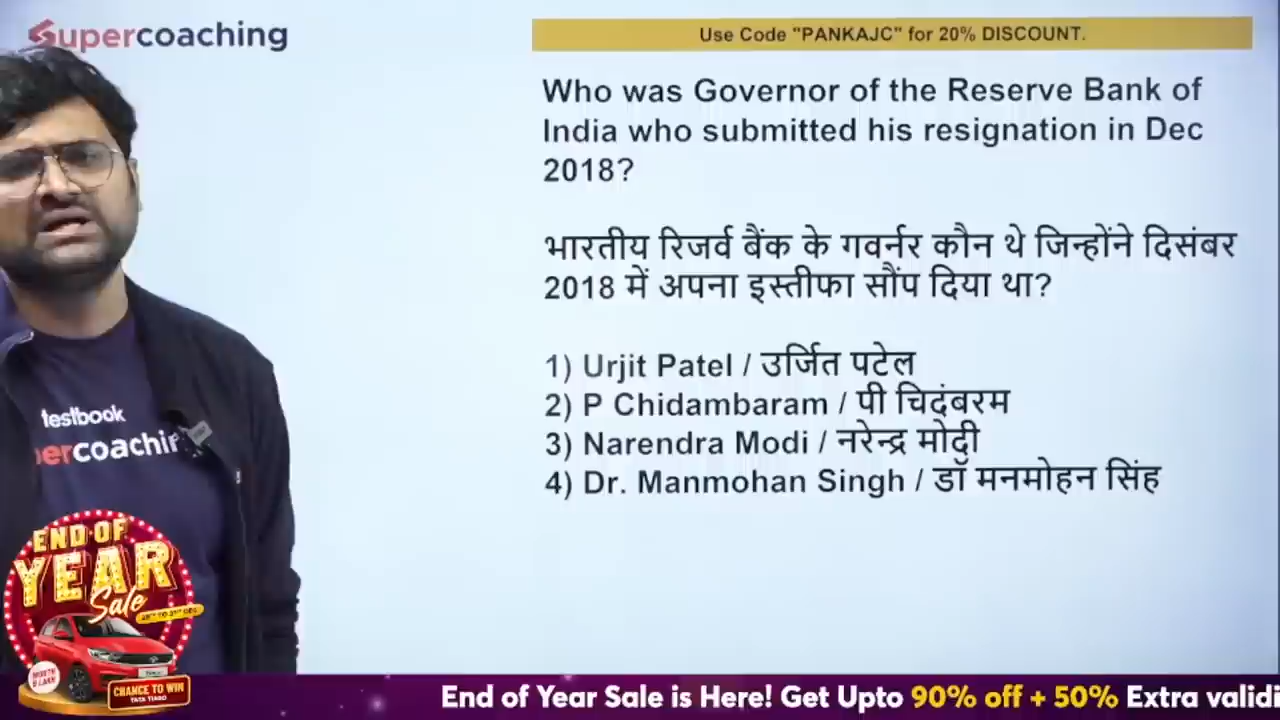 Supercoaching
Use Code "PANKAJC" for 20% DISCOUNT.
Who was Governor of the Reserve Bank of
India who submitted his resignation in Dec
2018?
भारतीय रिजर्व बैंक के गवर्नर कौन थे जिन्होंने दिसंबर
2018 में अपना इस्तीफा सौंप दिया था?
1) Urjit Patel / उर्जित पटेल
2) P Chidambaram / पी चिदंबरम
3) Narendra Modi / नरेन्द्र मोदी
4) Dr. Manmohan Singh / डॉ मनमोहन सिंह
testbook
percoachin
END OF
YEAR
Sale
CHANCE TO WIN
TATA TIAGO
End of Year Sale is Here! Get Upto 90% off + 50% Extra validi